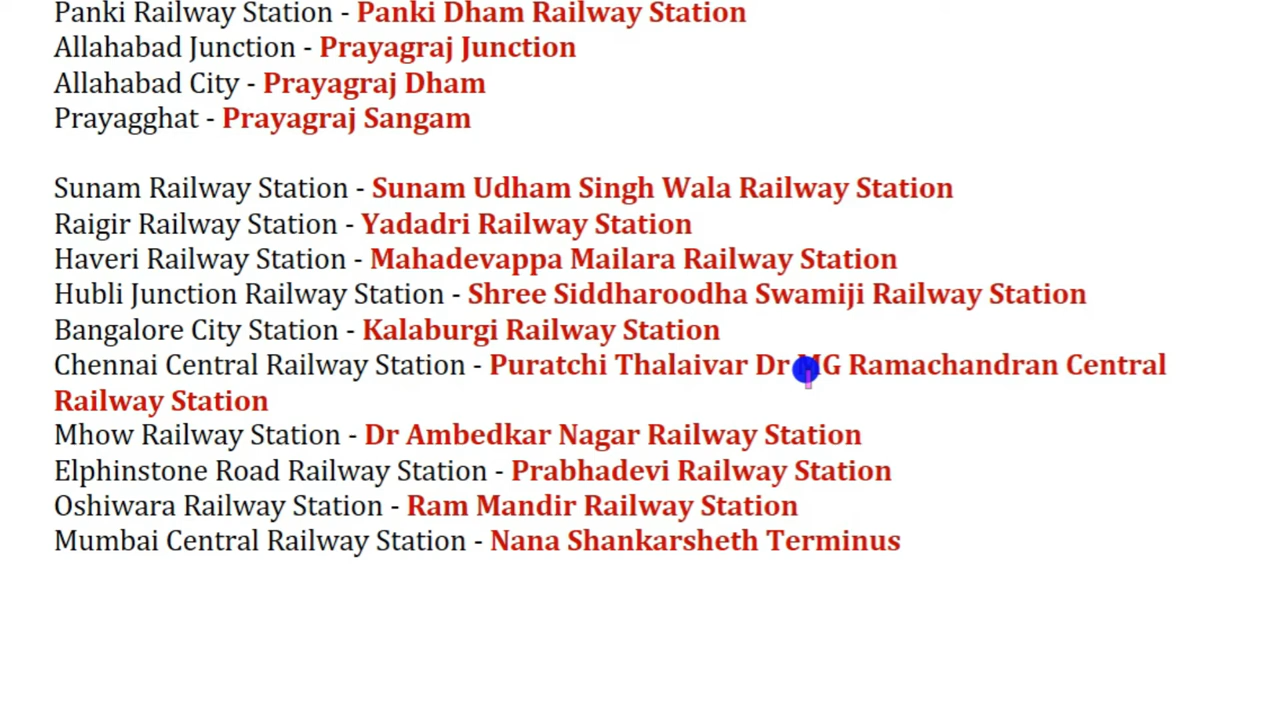 Panki Railway Station - Panki Dham Railway Station
Allahabad Junction - Prayagraj Junction
Allahabad City - Prayagraj Dham
Prayagghat - Prayagraj Sangam
Sunam Railway Station - Sunam Udham Singh Wala Railway Station
Raigir Railway Station - Yadadri Railway Station
Haveri Railway Station - Mahadevappa Mailara Railway Station
Hubli Junction Railway Station - Shree Siddharoodha Swamiji Railway Station
Bangalore City Station - Kalaburgi Railway Station
Chennai Central Railway Station - Puratchi Thalaivar Dr MG Ramachandran Central
Railway Station
Mhow Railway Station - Dr Ambedkar Nagar Railway Station
Elphinstone Road Railway Station - Prabhadevi Railway Station
Oshiwara Railway Station - Ram Mandir Railway Station
Mumbai Central Railway Station - Nana Shankarsheth Terminus